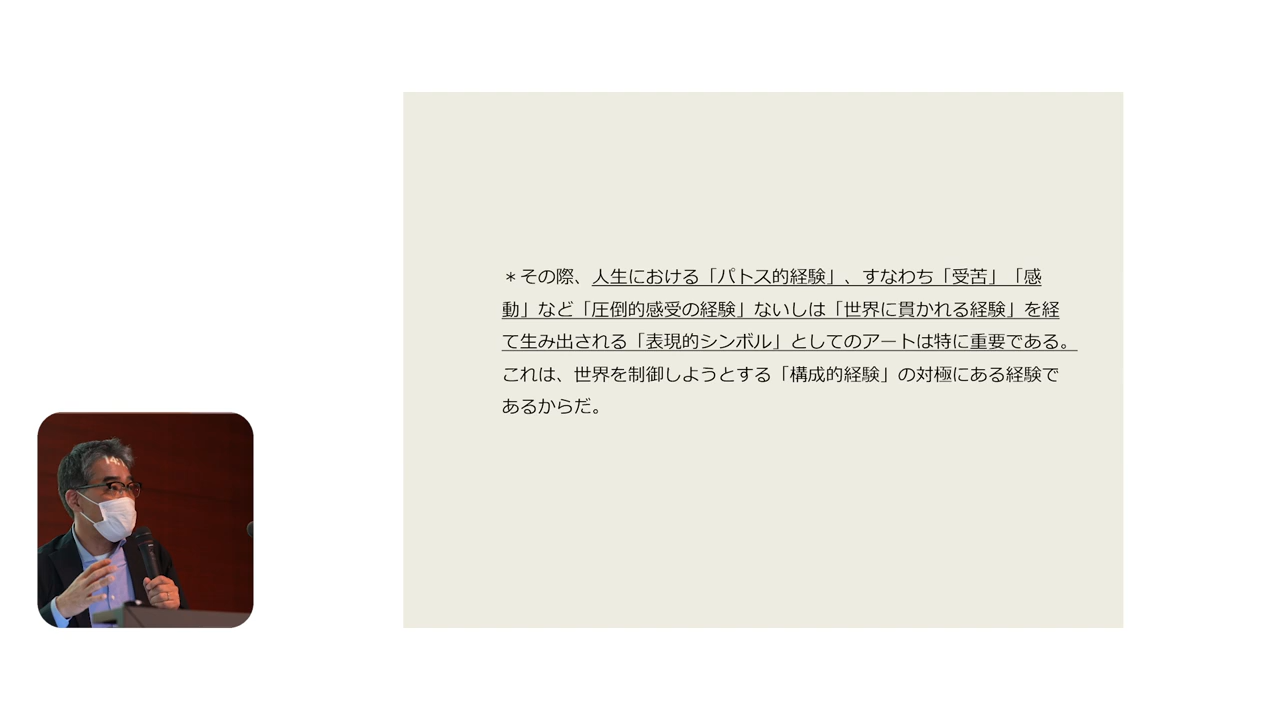 ＊その際、人生における「パトス的経験」、すなわち「受苦」「感
動」など「圧倒的感受の経験」ないしは「世界に貫かれる経験」を経
て生み出される「表現的シンボル」としてのアートは特に重要である。
これは、世界を制御しようとする「構成的経験」の対極にある経験で
あるからだ。